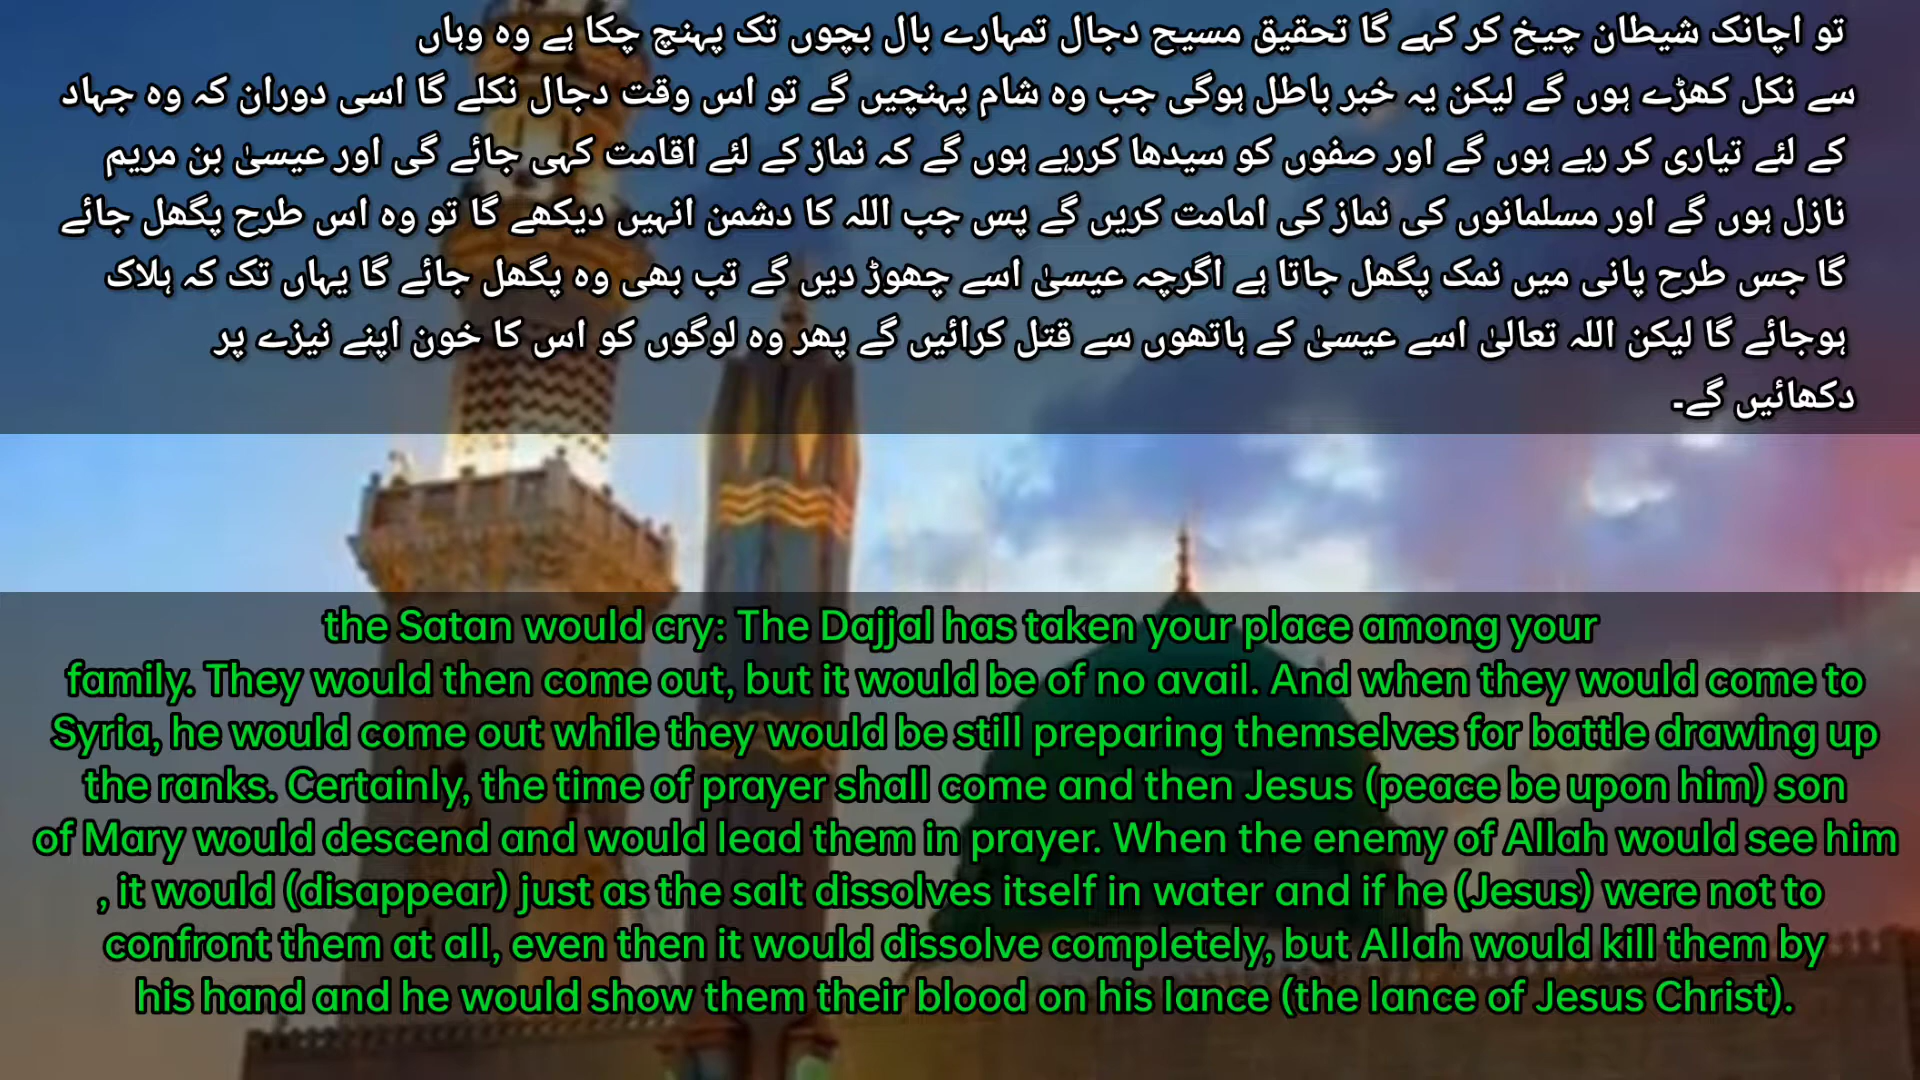 تو اچانک شیطان چیخ کر کہے گا تحقیق مسیح دجال تمہارے بال بچوں تک پہنچ چکا ہے وہ وہاں
سے نکل کھڑے ہوں گے لیکن یہ خبر باطل ہوگی جب وہ شام پہنچیں گے تو اس وقت دجال نکلے گا اسی دوران کہ وہ جہاد
کے لئے تیاری کر رہے ہوں گے اور صفوں کو سیدھا کررہے ہوں گے کہ نماز کے لئے اقامت کہی جائے گی اور عیسیٰ بن مریم
نازل ہوں گے اور مسلمانوں کی نماز کی امامت کریں گے پس جب اللہ کا دشمن انہیں دیکھے گا تو وہ اس طرح پگھل جائے
گا جس طرح پانی میں نمک پگھل جاتا ہے اگرچہ عیسیٰ اسے چھوڑ دیں گے تب بھی وہ پگھل جائے گا یہاں تک کہ ہلاک
ہوجائے گا لیکن اللہ تعالیٰ اسے عیسیٰ کے ہاتھوں سے قتل کرائیں گے پھر وہ لوگوں کو اس کا خون اپنے نیزے پر
دکھائیں گے۔
the Satan would cry: The Dajjal has taken your place among your
family. They would then come out, but it would be of no avail. And when they would come to
Syria, he would come out while they would be still preparing themselves for battle drawing up
the ranks. Certainly, the time of prayer shall come and then Jesus (peace be upon him) son
of Mary would descend and would lead them in prayer. When the enemy of Allah would see him
, it would (disappear) just as the salt dissolves itself in water and if he (Jesus) were not to
confront them at all, even then it would dissolve completely, but Allah would kill them by
his hand and he would show them their blood on his lance (the lance of Jesus Christ).